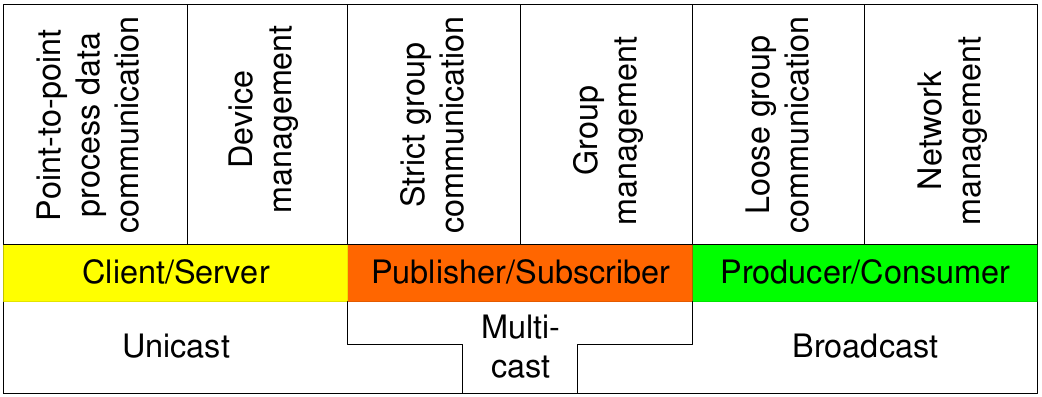 Point-to-point
process data
communication
Device
management
Strict group
communication
Group
management
Loose group
communication
Network
management
Client/Server
Publisher/Subscriber
Producer/Consumer
Unicast
Multi-
cast
Broadcast